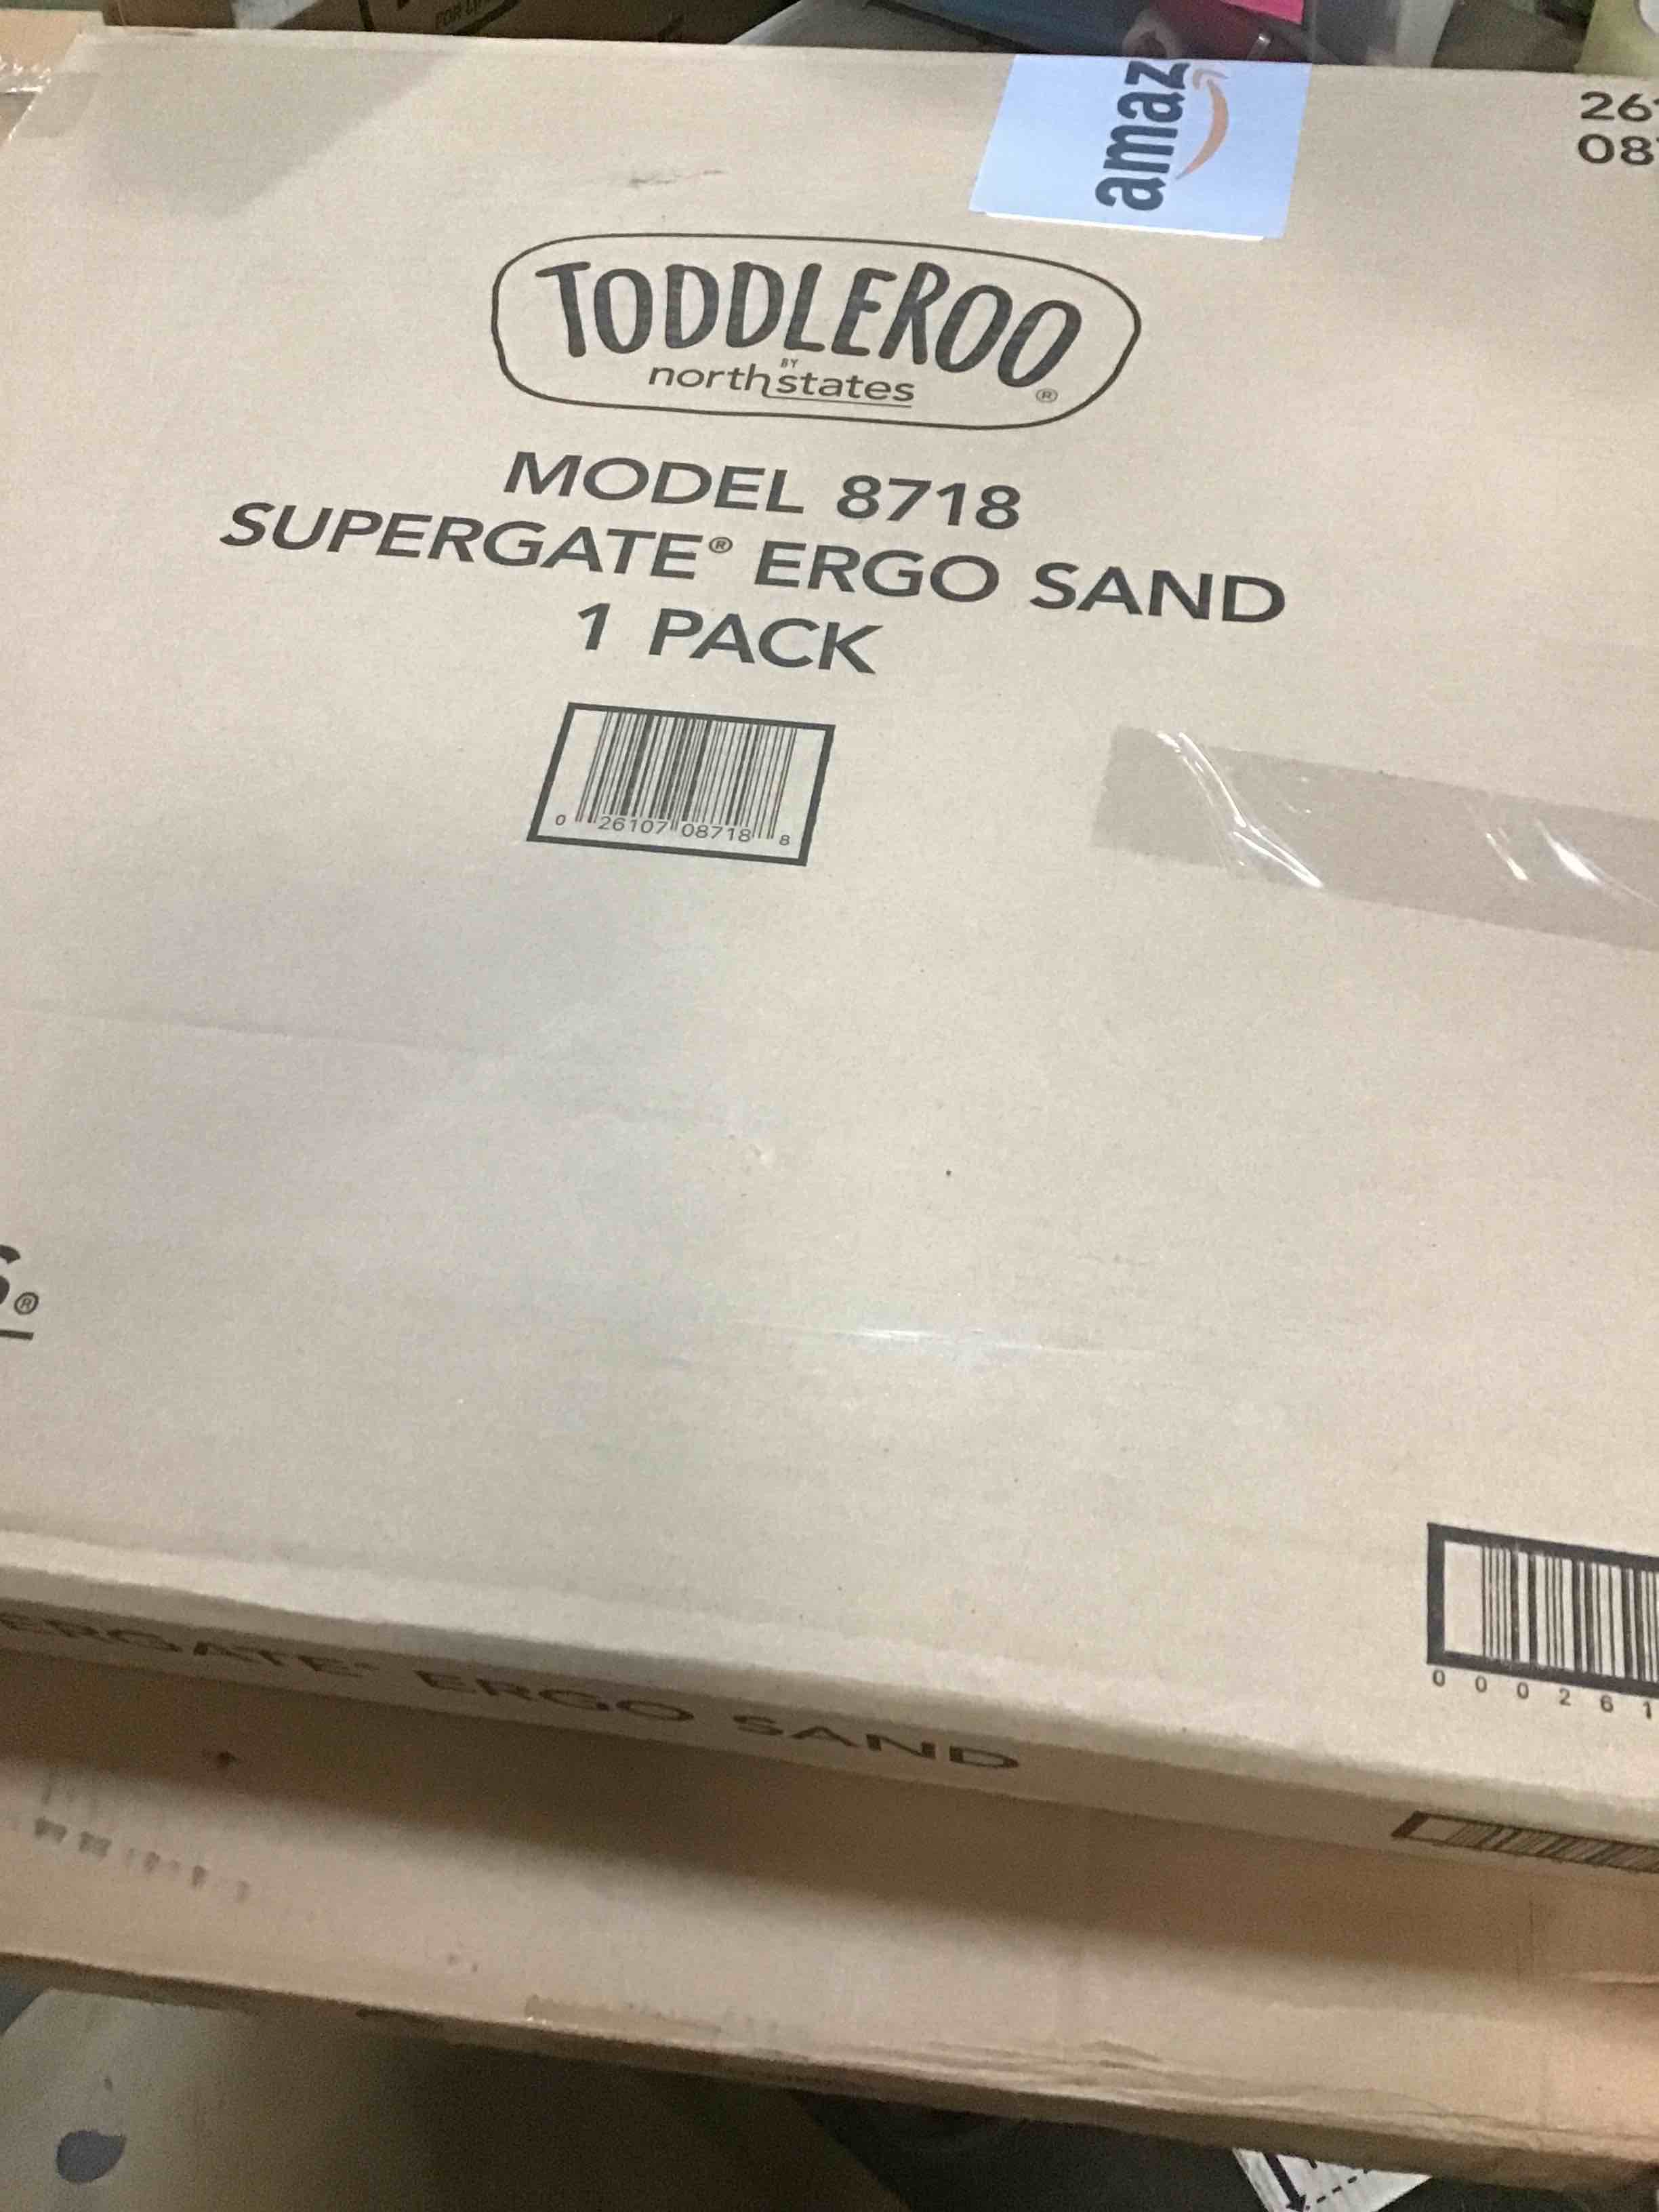 amaz
26
08
TODDLEROO
BY
northstates
®
MODEL 8718
SUPERGATE® ERGO SAND
1 PACK
0 26107 08718 8
®
0 0 0 2 6 1
ERGATE® ERGO SAND